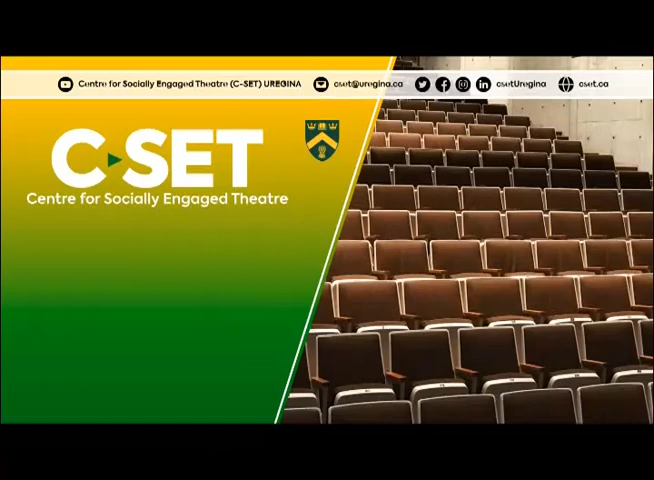 Centre for Socially Engaged Theatre (C-SET) UREGINA cset@uregina.ca csetUregina cset.ca
C SET
Centre for Socially Engaged Theatre